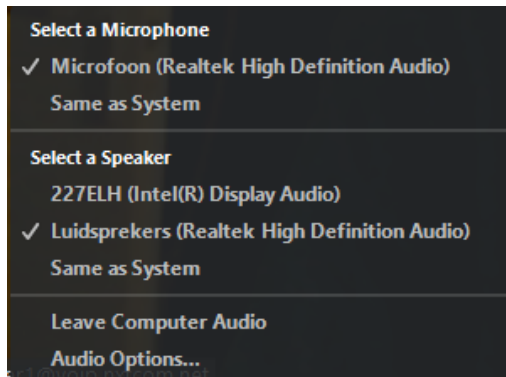 Select a Microphone
✓ Microfoon (Realtek High Definition Audio)
Same as System
Select a Speaker
227ELH (Intel(R) Display Audio)
✓ Luidsprekers (Realtek High Definition Audio)
Same as System
Leave Computer Audio
Audio Options...